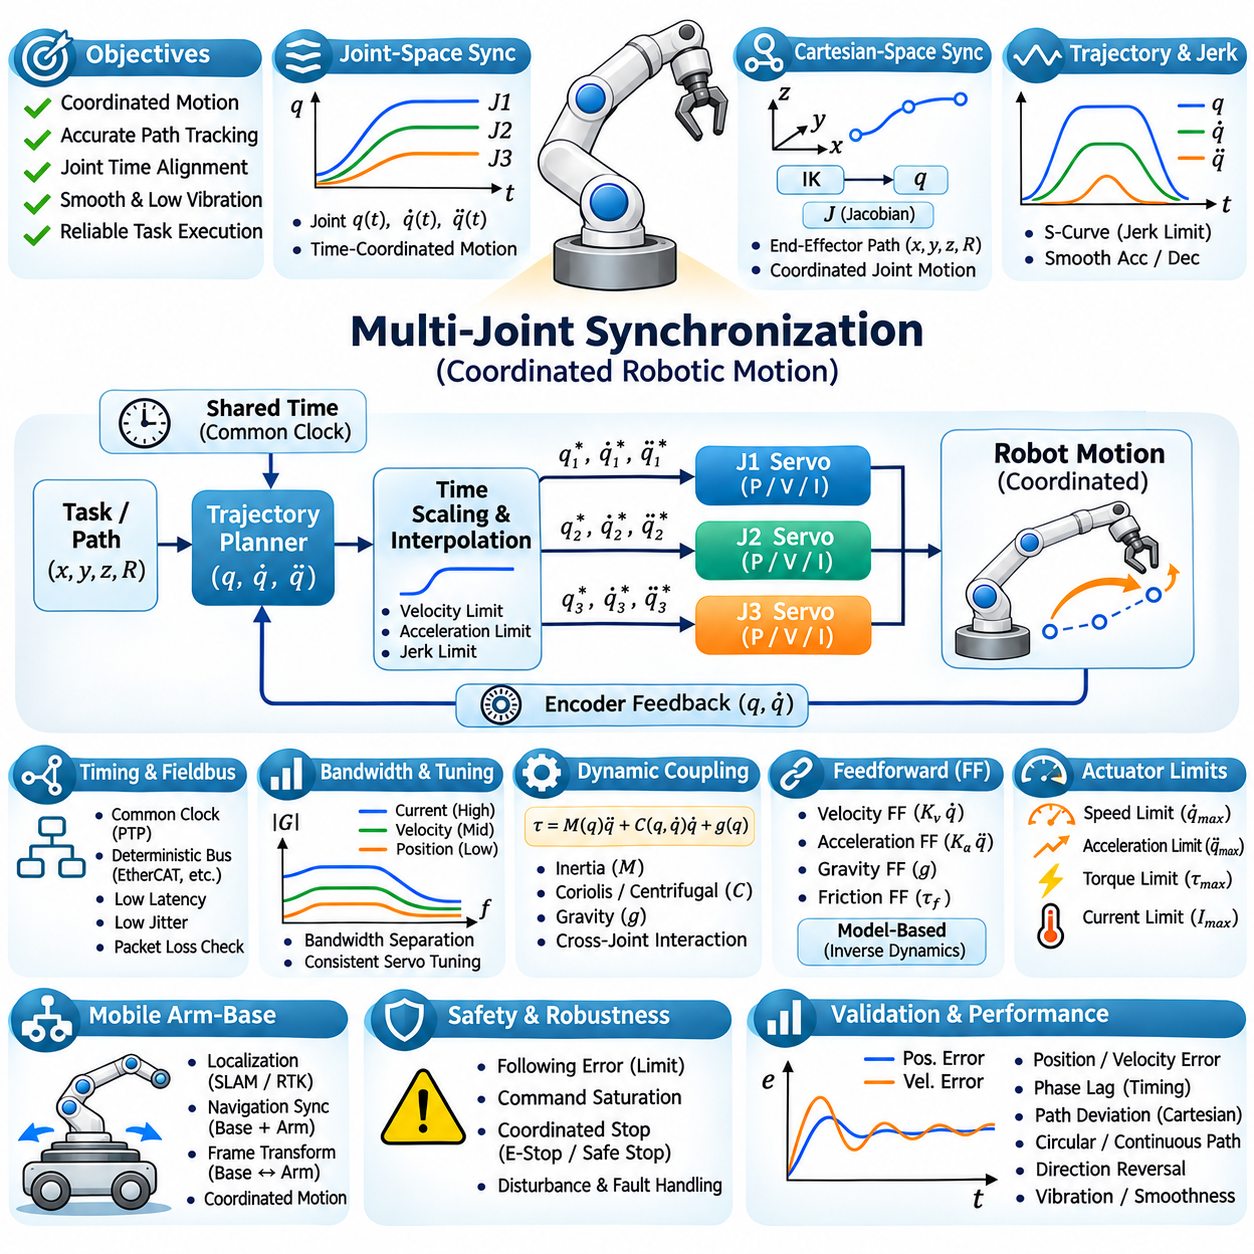 Objectives
Coordinated Motion
Accurate Path Tracking
Joint Time Alignment
Smooth & Low Vibration
Reliable Task Execution
Joint-Space Sync
q
J1
J2
J3
t
Joint q(t), q̇(t), q̈(t)
Time-Coordinated Motion
Cartesian-Space Sync
z
y
x
IK
q
J (Jacobian)
End-Effector Path (x, y, z, R)
Coordinated Joint Motion
Trajectory & Jerk
q
q̇
q̈
t
S-Curve (Jerk Limit)
Smooth Acc / Dec
Multi-Joint Synchronization
(Coordinated Robotic Motion)
Shared Time
(Common Clock)
Task /
Path
(x, y, z, R)
Trajectory
Planner
(q, q̇, q̈)
Time
Scaling &
Interpolation
Velocity Limit
Acceleration Limit
Jerk Limit
q₁*, q̇₁*, q̈₁*
q₂*, q̇₂*, q̈₂*
q₃*, q̇₃*, q̈₃*
J1 Servo
(P / V / I)
J2 Servo
(P / V / I)
J3 Servo
(P / V / I)
Robot Motion
(Coordinated)
Encoder Feedback (q, q̇)
Timing & Fieldbus
Common Clock
(PTP)
Deterministic Bus
(EtherCAT, etc.)
Low Latency
Low Jitter
Packet Loss Check
Bandwidth & Tuning
|G|
Current (High)
Velocity (Mid)
Position (Low)
f
Bandwidth Separation
Consistent Servo Tuning
Dynamic Coupling
τ = M(q)q̈ + C(q, q̇)q̇ + g(q)
Inertia (M)
Coriolis / Centrifugal (C)
Gravity (g)
Cross-Joint Interaction
Feedforward (FF)
Velocity FF (Kᵥ q̇)
Acceleration FF (Kₐ q̈)
Gravity FF (g)
Friction FF (τ_f)
Model-Based
(Inverse Dynamics)
Actuator Limits
Speed Limit (q̇max)
Acceleration Limit (q̈max)
Torque Limit (τmax)
Current Limit (Imax)
Mobile Arm-Base
Localization
(SLAM / RTK)
Navigation Sync
(Base + Arm)
Frame Transform
(Base ↔ Arm)
Coordinated Motion
Safety & Robustness
!
Following Error (Limit)
Command Saturation
Coordinated Stop
(E-Stop / Safe Stop)
Disturbance & Fault Handling
Validation & Performance
e
Pos. Error
Vel. Error
t
Position / Velocity Error
Phase Lag (Timing)
Path Deviation (Cartesian)
Circular / Continuous Path
Direction Reversal
Vibration / Smoothness